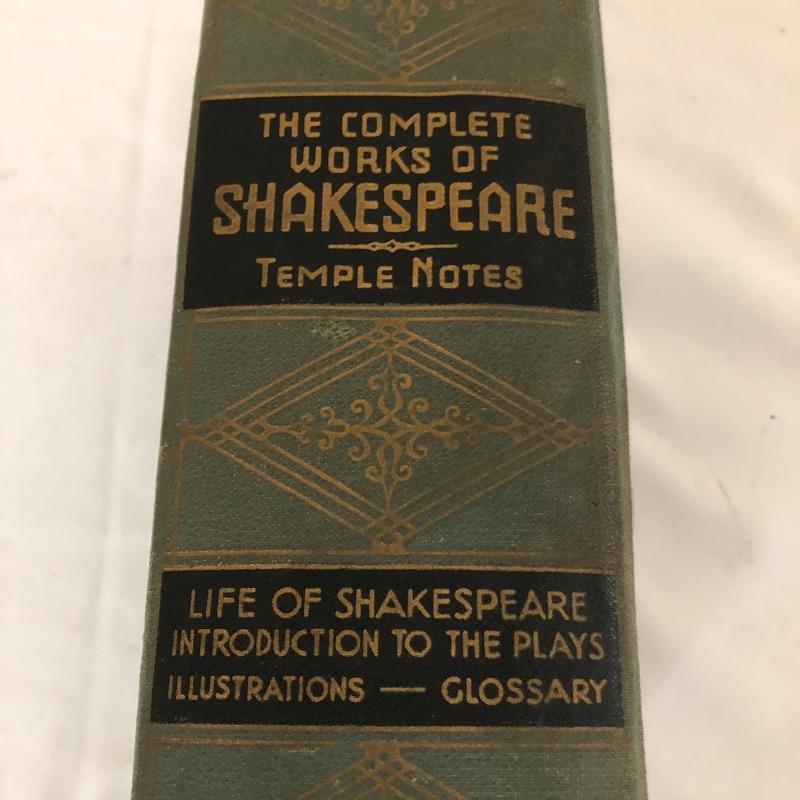 THE COMPLETE
WORKS OF
SHAKESPEARE
TEMPLE NOTES
LIFE OF SHAKESPEARE
INTRODUCTION TO THE PLAYS
ILLUSTRATIONS — GLOSSARY